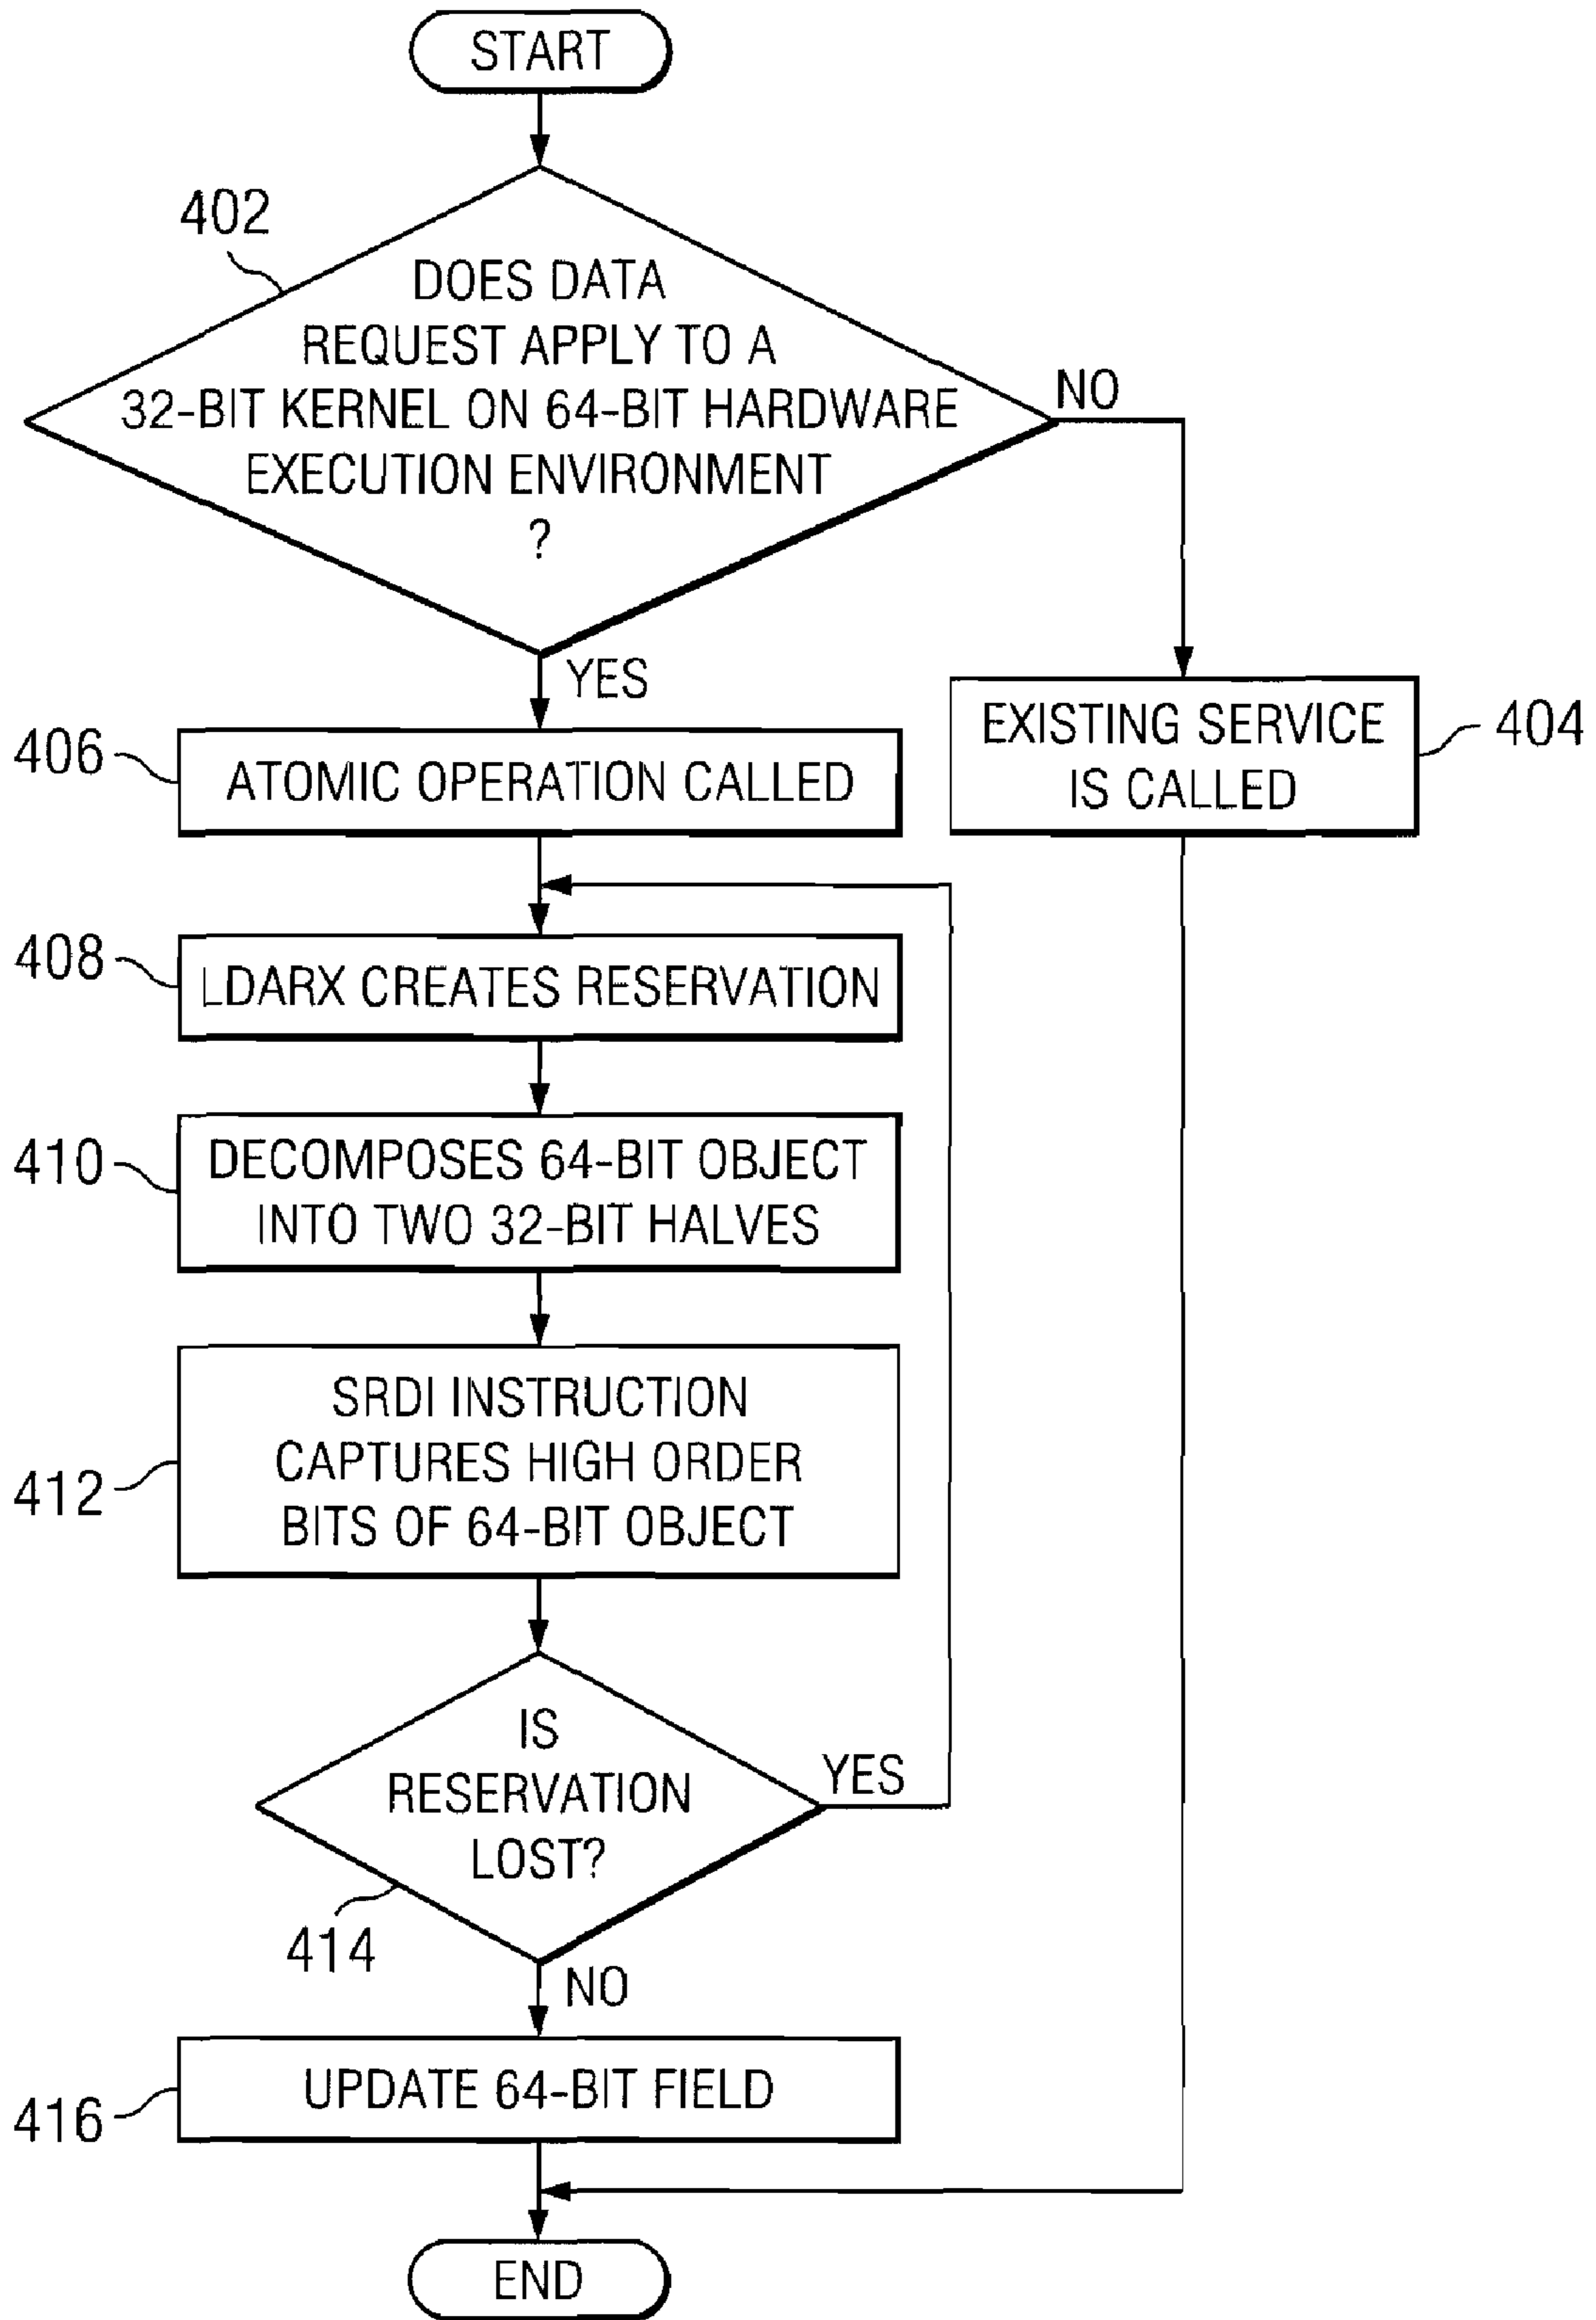 START
402
DOES DATA
REQUEST APPLY TO A
32-BIT KERNEL ON 64-BIT HARDWARE
EXECUTION ENVIRONMENT
?
NO
YES
406
ATOMIC OPERATION CALLED
EXISTING SERVICE
IS CALLED
404
408
LDARX CREATES RESERVATION
410
DECOMPOSES 64-BIT OBJECT
INTO TWO 32-BIT HALVES
412
SRDI INSTRUCTION
CAPTURES HIGH ORDER
BITS OF 64-BIT OBJECT
IS
RESERVATION
LOST?
YES
414
NO
416
UPDATE 64-BIT FIELD
END